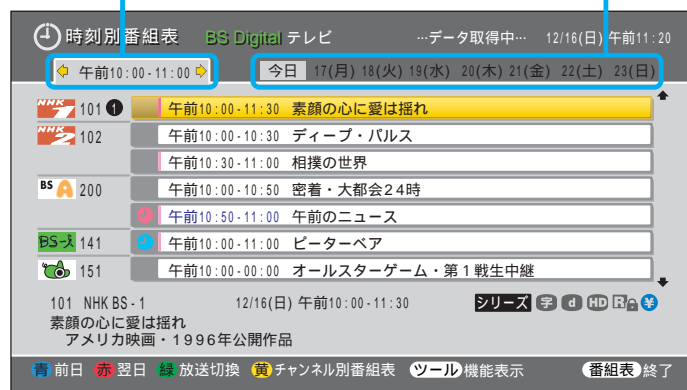 時刻別番組表 BS Digital テレビ …データ取得中… 12/16(日) 午前11:20
午前10:00-11:00 今日 17(月) 18(火) 19(水) 20(木) 21(金) 22(土) 23(日)
NHK 1 101 ❶ 午前10:00-11:30 素顔の心に愛は揺れ
NHK 2 102 午前10:00-10:30 ディープ・パルス
午前10:30-11:00 相撲の世界
BS A 200 午前10:00-10:50 密着・大都会24時
午前10:50-11:00 午前のニュース
BS-i 141 午前10:00-11:00 ピーターベア
151 午前10:00-00:00 オールスターゲーム・第1戦生中継
101 NHK BS-1 12/16(日) 午前10:00-11:30 シリーズ 字 d HD R ¥
素顔の心に愛は揺れ
アメリカ映画・1996年公開作品
青 前日 赤 翌日 緑 放送切換 黄 チャンネル別番組表 ツール 機能表示 番組表 終了